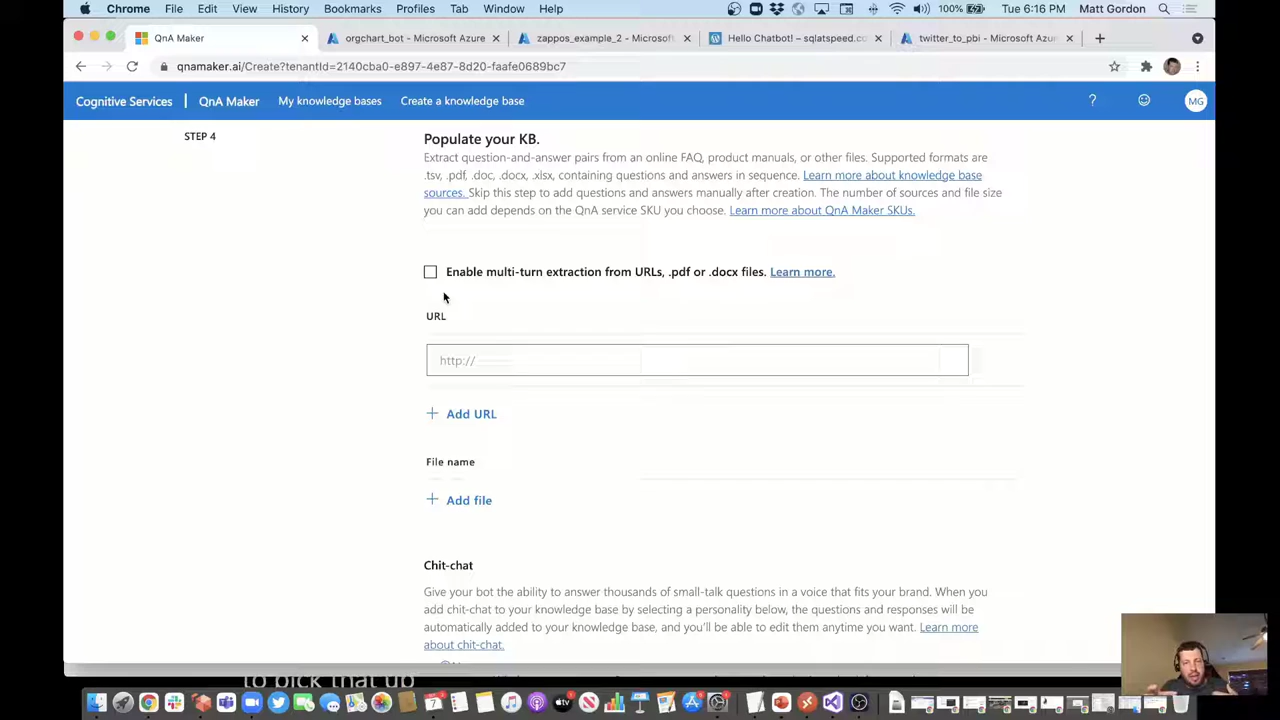 Chrome File Edit View History Bookmarks Profiles Tab Window Help 100% Tue 6:16 PM Matt Gordon
QnA Maker
orgchart_bot - Microsoft Azure
zappos_example_2 - Microsoft
Hello Chatbot! – sqlatspeed.co
twitter_to_pbi - Microsoft Azure
qnamaker.ai/Create?tenantId=2140cba0-e897-4e87-8d20-faafe0689bc7
Cognitive Services QnA Maker My knowledge bases Create a knowledge base ? MG
STEP 4
Populate your KB.
Extract question-and-answer pairs from an online FAQ, product manuals, or other files. Supported formats are
.tsv, .pdf, .doc, .docx, .xlsx, containing questions and answers in sequence. Learn more about knowledge base
sources. Skip this step to add questions and answers manually after creation. The number of sources and file size
you can add depends on the QnA service SKU you choose. Learn more about QnA Maker SKUs.
Enable multi-turn extraction from URLs, .pdf or .docx files. Learn more.
URL
http://
+ Add URL
File name
+ Add file
Chit-chat
Give your bot the ability to answer thousands of small-talk questions in a voice that fits your brand. When you
add chit-chat to your knowledge base by selecting a personality below, the questions and responses will be
automatically added to your knowledge base, and you'll be able to edit them anytime you want. Learn more
about chit-chat.
to pick that up